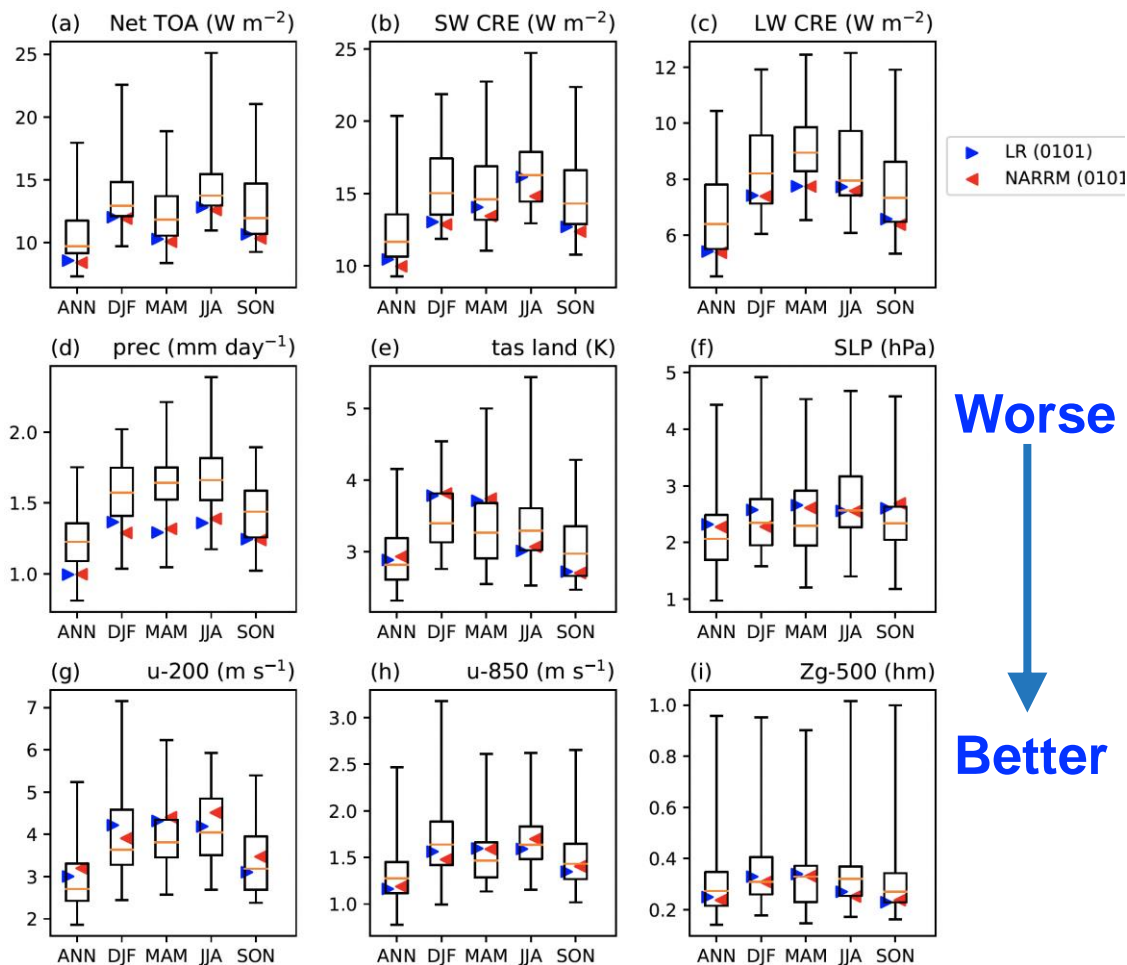 (a) Net TOA (W m⁻²)
(b) SW CRE (W m⁻²)
(c) LW CRE (W m⁻²)
25
20
15
10
ANN DJF MAM JJA SON
25
20
15
10
ANN DJF MAM JJA SON
12
10
8
6
ANN DJF MAM JJA SON
LR (0101)
NARRM (0101
(d) prec (mm day⁻¹)
(e) tas land (K)
(f) SLP (hPa)
2.0
1.5
1.0
ANN DJF MAM JJA SON
5
4
3
ANN DJF MAM JJA SON
5
4
3
2
1
ANN DJF MAM JJA SON
Worse
Better
(g) u-200 (m s⁻¹)
(h) u-850 (m s⁻¹)
(i) Zg-500 (hm)
7
6
5
4
3
2
ANN DJF MAM JJA SON
3.0
2.5
2.0
1.5
1.0
ANN DJF MAM JJA SON
1.0
0.8
0.6
0.4
0.2
ANN DJF MAM JJA SON